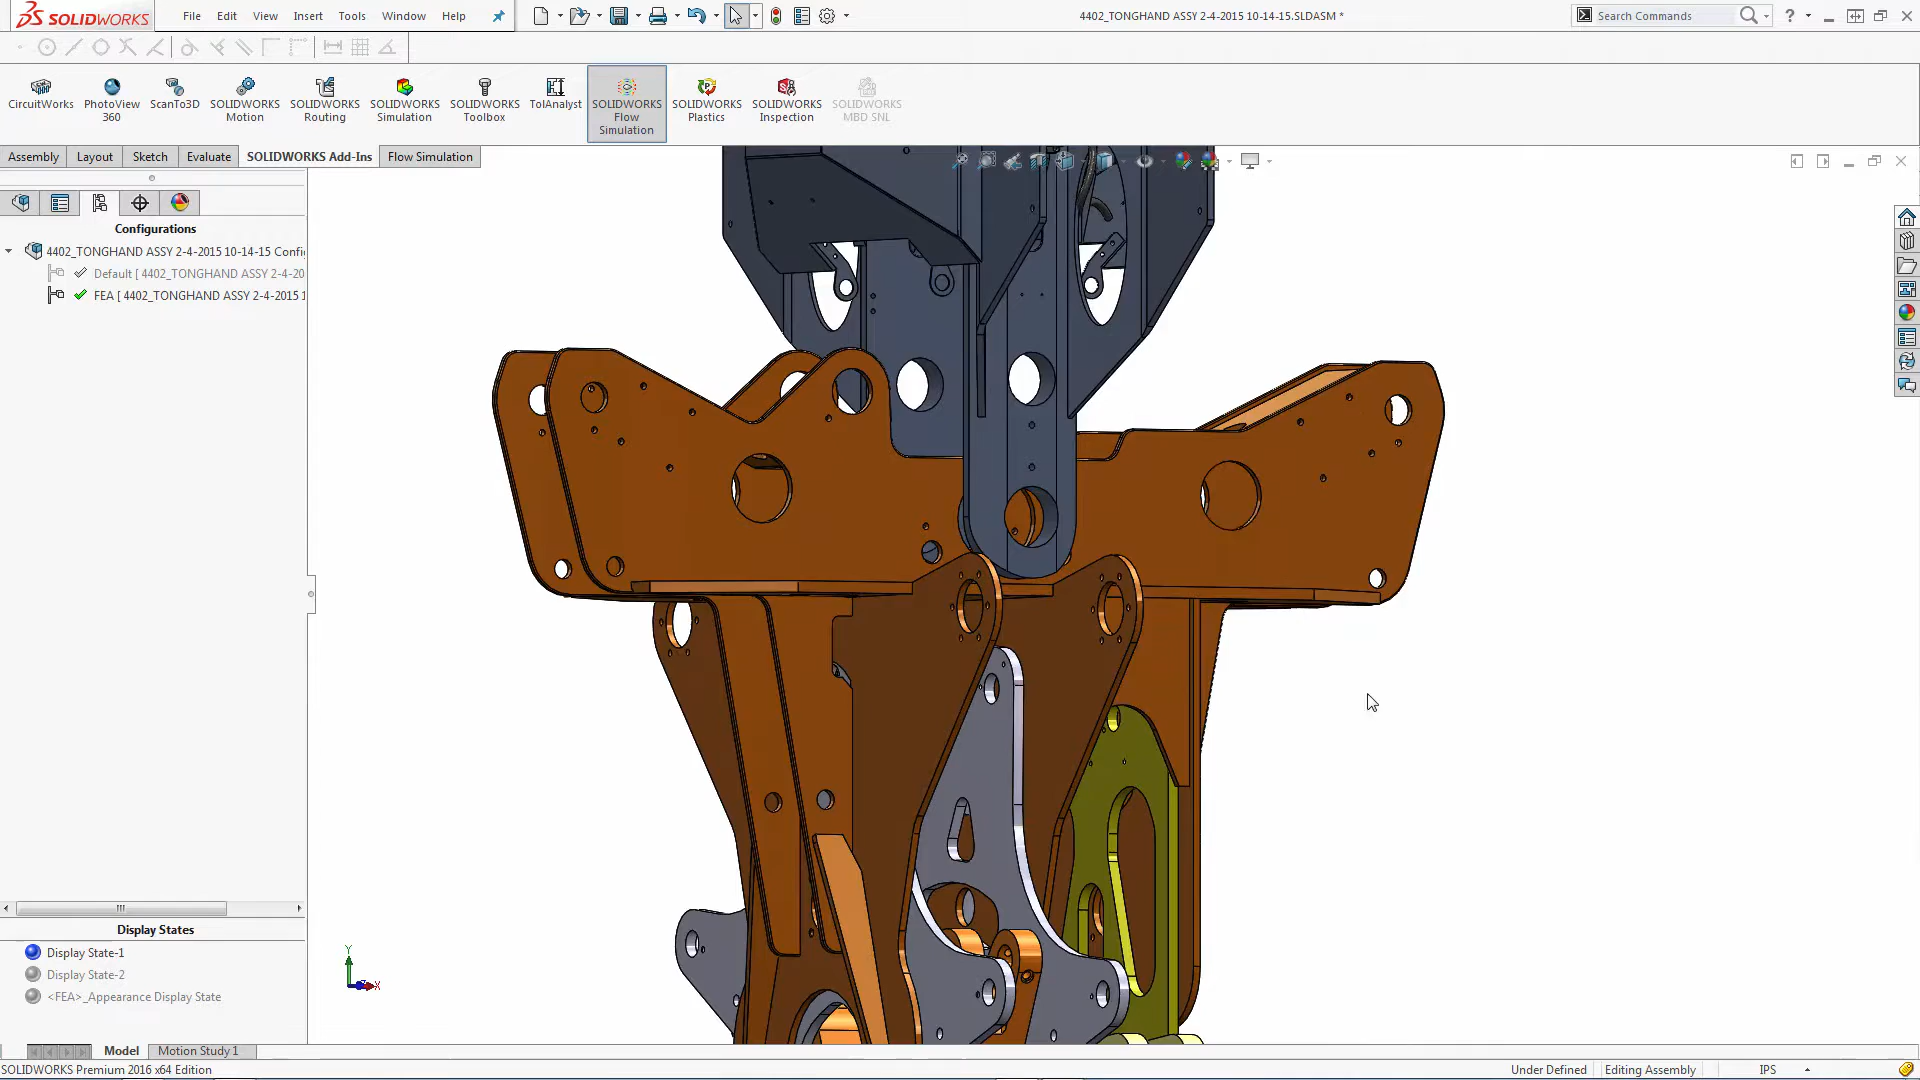 SOLIDWORKS File Edit View Insert Tools Window Help 4402_TONGHAND ASSY 2-4-2015 10-14-15.SLDASM * Search Commands ?
CircuitWorks
PhotoView 360
ScanTo3D
SOLIDWORKS Motion
SOLIDWORKS Routing
SOLIDWORKS Simulation
SOLIDWORKS Toolbox
TolAnalyst
SOLIDWORKS Flow Simulation
SOLIDWORKS Plastics
SOLIDWORKS Inspection
SOLIDWORKS MBD SNL
Assembly Layout Sketch Evaluate SOLIDWORKS Add-Ins Flow Simulation
Configurations
4402_TONGHAND ASSY 2-4-2015 10-14-15 Confi
Default [ 4402_TONGHAND ASSY 2-4-20
FEA [ 4402_TONGHAND ASSY 2-4-2015 1
Display States
Display State-1
Display State-2
<FEA>_Appearance Display State
Y
X
Model Motion Study 1
SOLIDWORKS Premium 2016 x64 Edition Under Defined Editing Assembly IPS